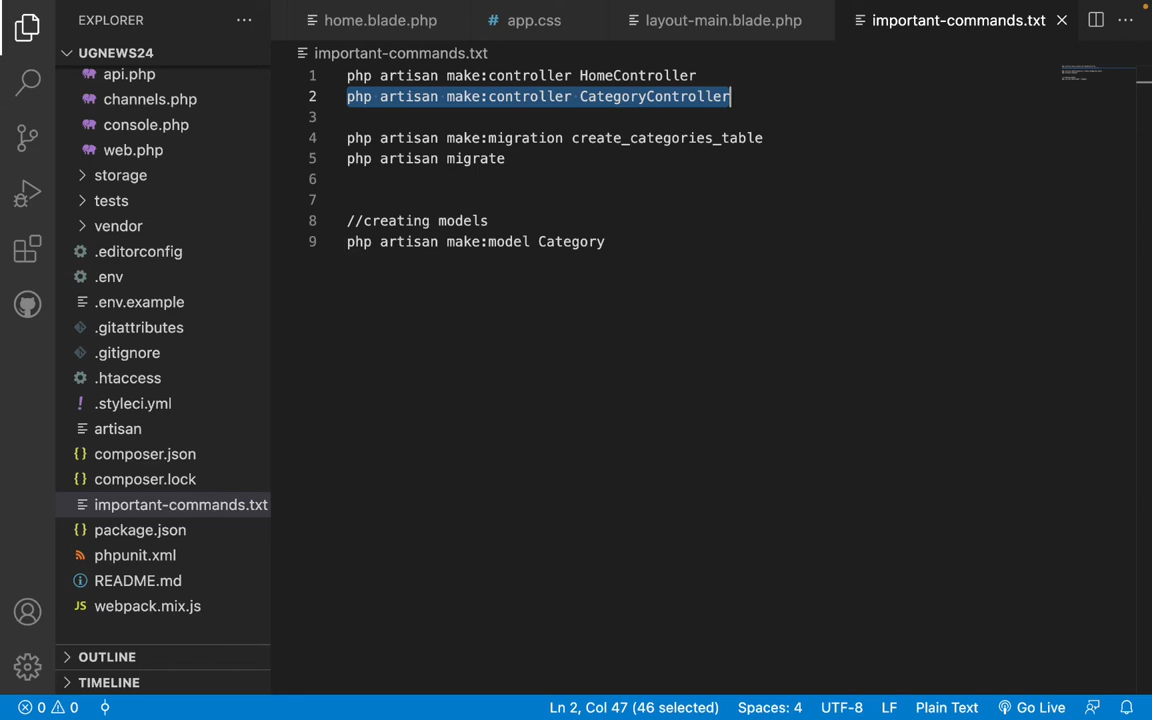 EXPLORER
home.blade.php
# app.css
layout-main.blade.php
important-commands.txt
UGNEWS24
important-commands.txt
api.php
channels.php
console.php
web.php
storage
tests
vendor
.editorconfig
.env
.env.example
.gitattributes
.gitignore
.htaccess
! .styleci.yml
artisan
{} composer.json
{} composer.lock
important-commands.txt
{} package.json
phpunit.xml
README.md
JS webpack.mix.js
OUTLINE
TIMELINE
1 php artisan make:controller HomeController
2 php artisan make:controller CategoryController
3
4 php artisan make:migration create_categories_table
5 php artisan migrate
6
7
8 //creating models
9 php artisan make:model Category
0 0 Ln 2, Col 47 (46 selected) Spaces: 4 UTF-8 LF Plain Text Go Live